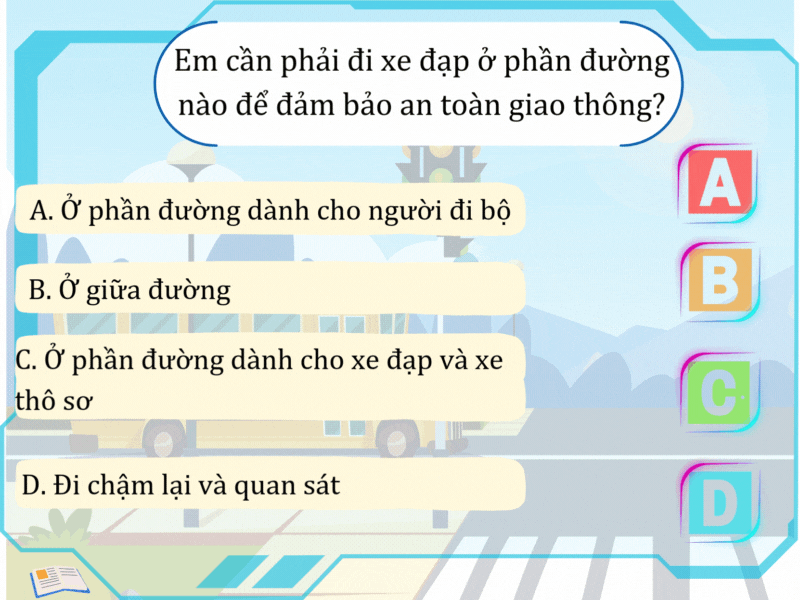 Em cần phải đi xe đạp ở phần đường
nào để đảm bảo an toàn giao thông?
A. Ở phần đường dành cho người đi bộ
B. Ở giữa đường
C. Ở phần đường dành cho xe đạp và xe
thô sơ
D. Đi chậm lại và quan sát
A
B
C
D